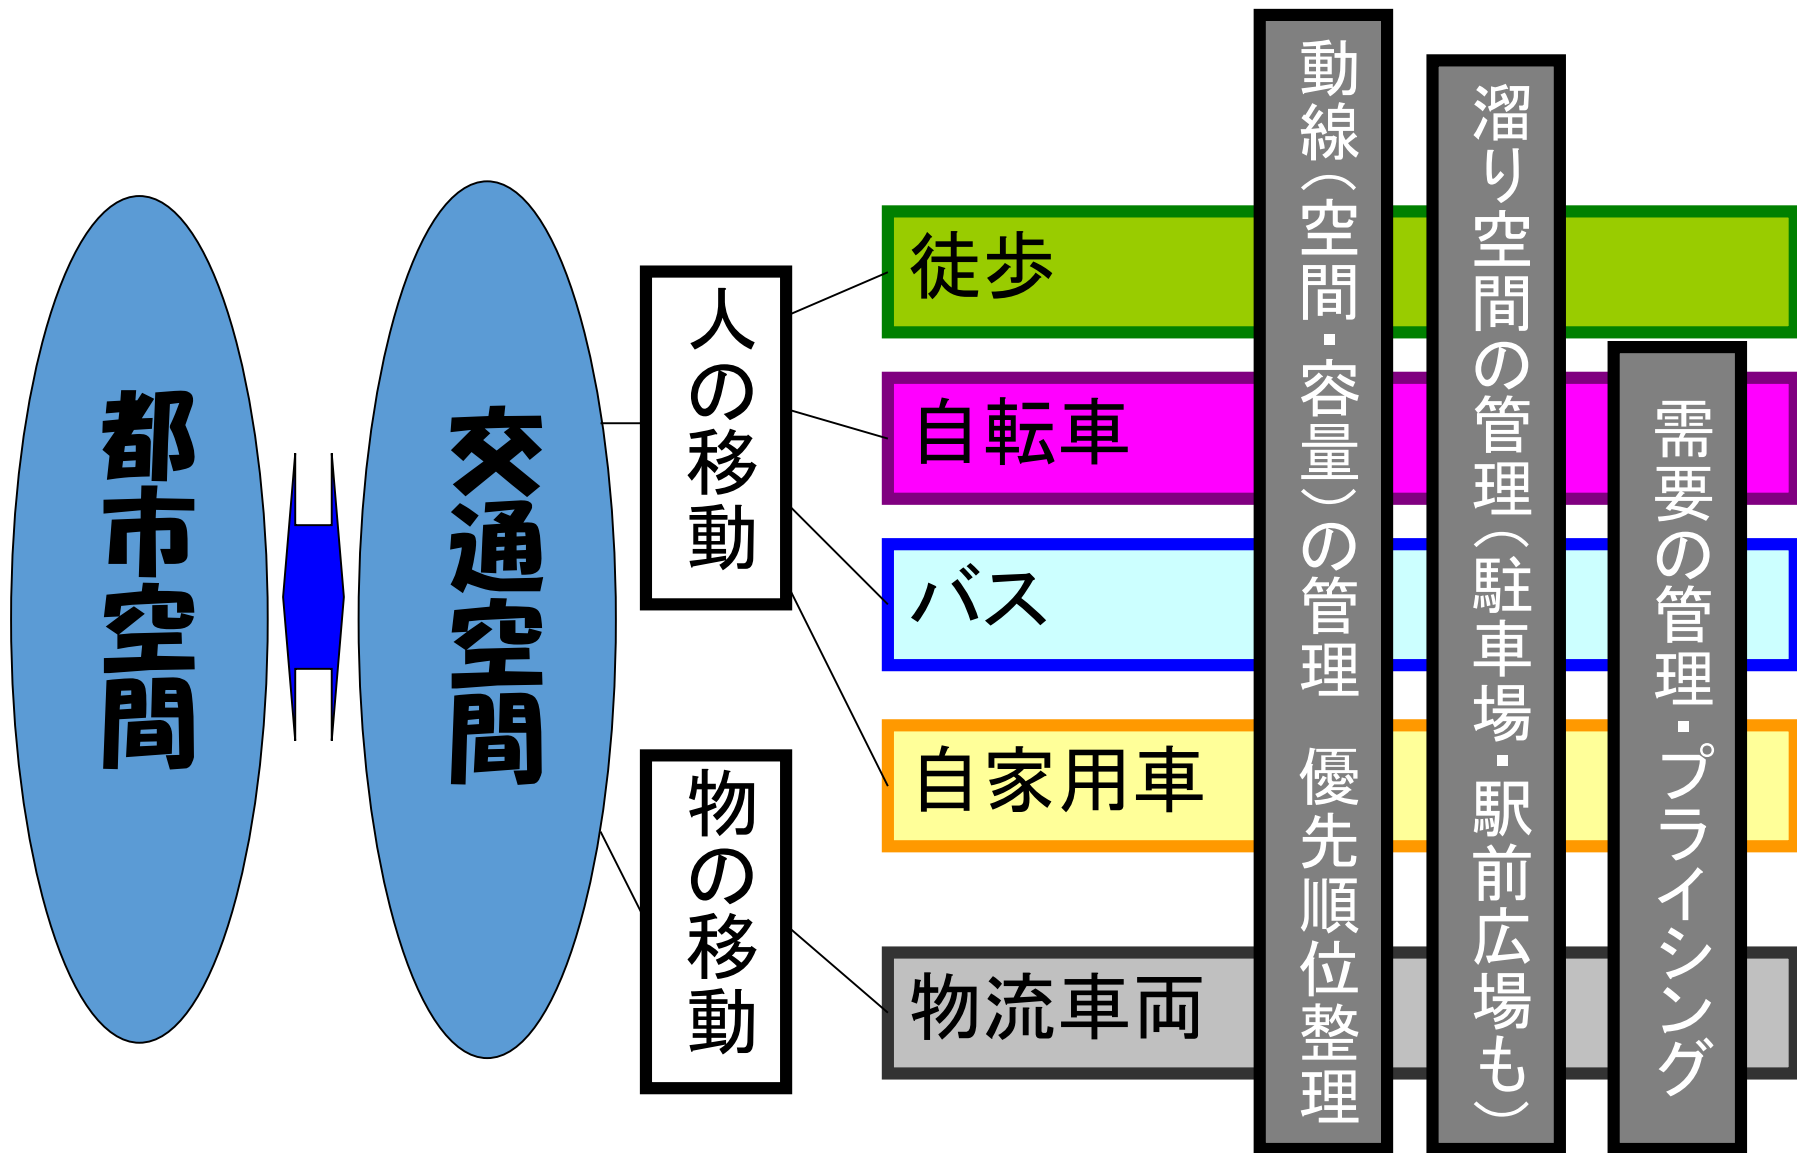 都市空間
交通空間
人の移動
物の移動
徒歩
自転車
バス
自家用車
物流車両
動線（空間・容量）の管理　優先順位整理
溜り空間の管理（駐車場・駅前広場も）
需要の管理・プライシング